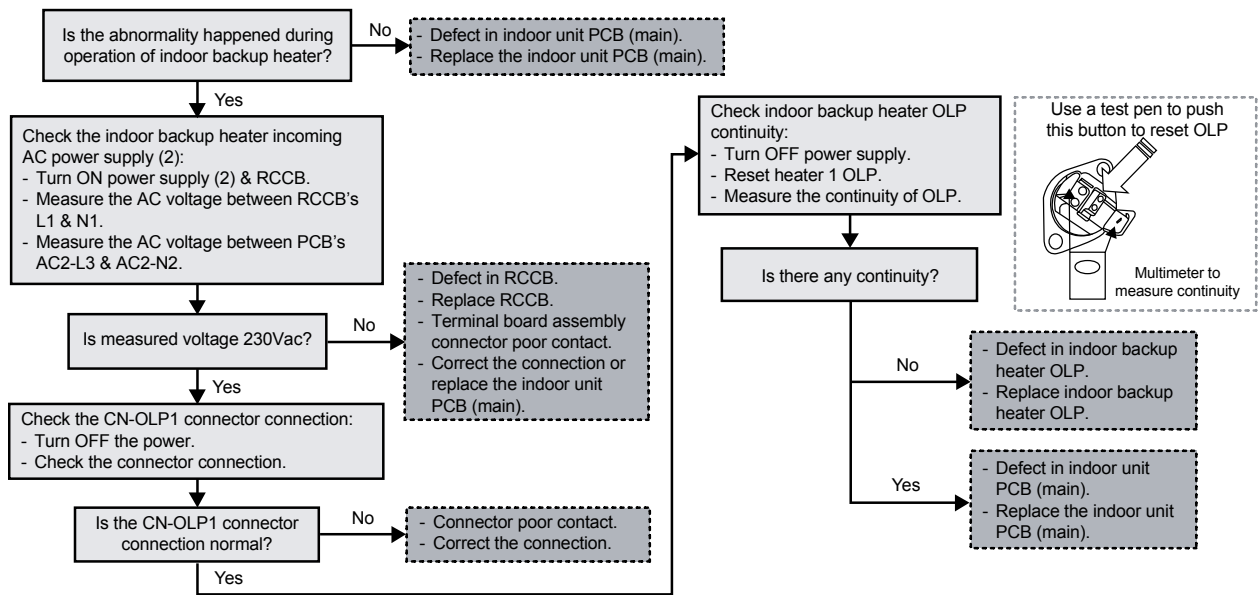 Is the abnormality happened during
operation of indoor backup heater?
No
- Defect in indoor unit PCB (main).
- Replace the indoor unit PCB (main).
Yes
Check the indoor backup heater incoming
AC power supply (2):
- Turn ON power supply (2) & RCCB.
- Measure the AC voltage between RCCB's
L1 & N1.
- Measure the AC voltage between PCB's
AC2-L3 & AC2-N2.
Is measured voltage 230Vac?
No
- Defect in RCCB.
- Replace RCCB.
- Terminal board assembly
connector poor contact.
- Correct the connection or
replace the indoor unit
PCB (main).
Yes
Check the CN-OLP1 connector connection:
- Turn OFF the power.
- Check the connector connection.
Is the CN-OLP1 connector
connection normal?
No
- Connector poor contact.
- Correct the connection.
Yes
Check indoor backup heater OLP
continuity:
- Turn OFF power supply.
- Reset heater 1 OLP.
- Measure the continuity of OLP.
Is there any continuity?
No
- Defect in indoor backup
heater OLP.
- Replace indoor backup
heater OLP.
Yes
- Defect in indoor unit
PCB (main).
- Replace the indoor unit
PCB (main).
Use a test pen to push
this button to reset OLP
Multimeter to
measure continuity